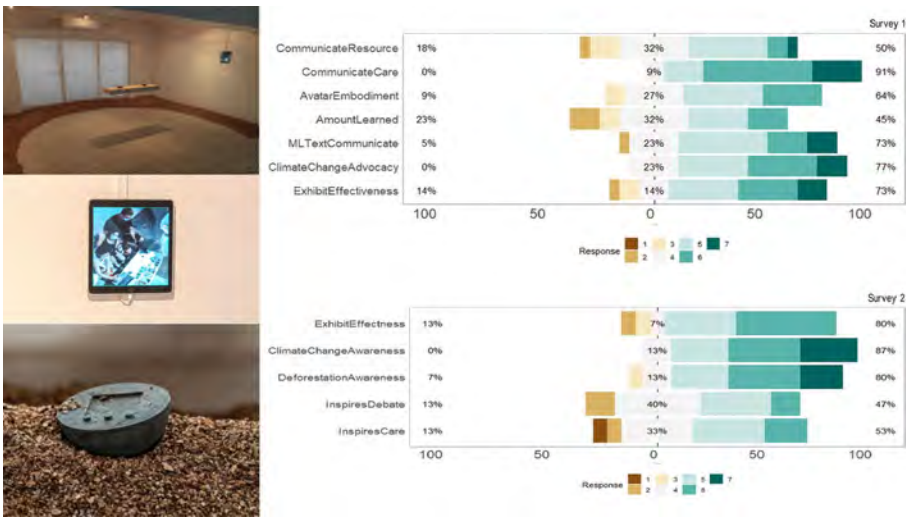 Survey 1
CommunicateResource 18% 32% 50%
CommunicateCare 0% 9% 91%
AvatarEmbodiment 9% 27% 64%
AmountLearned 23% 32% 45%
MLTextCommunicate 5% 23% 73%
ClimateChangeAdvocacy 0% 23% 77%
ExhibitEffectiveness 14% 14% 73%
100 50 0 50 100
Response 1 3 5 7
2 4 6
Survey 2
ExhibitEffectness 13% 7% 80%
ClimateChangeAwareness 0% 13% 87%
DeforestationAwareness 7% 13% 80%
InspiresDebate 13% 40% 47%
InspiresCare 13% 33% 53%
100 50 0 50 100
Response 1 3 5 7
2 4 6